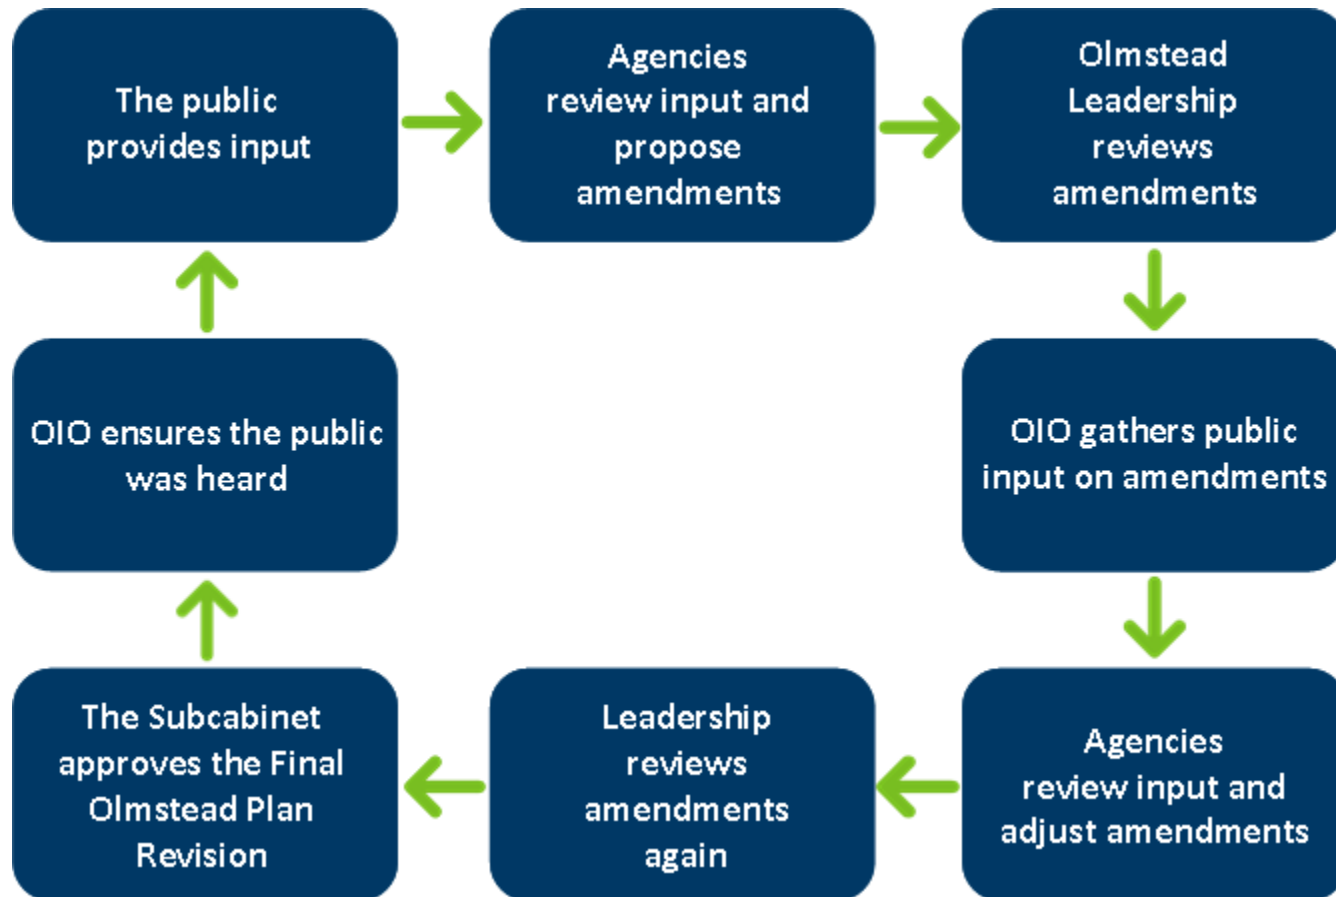 The public
provides input
Agencies
review input and
propose
amendments
Olmstead
Leadership
reviews
amendments
OIO ensures the public
was heard
OIO gathers public
input on amendments
The Subcabinet
approves the Final
Olmstead Plan
Revision
Leadership
reviews
amendments
again
Agencies
review input and
adjust amendments